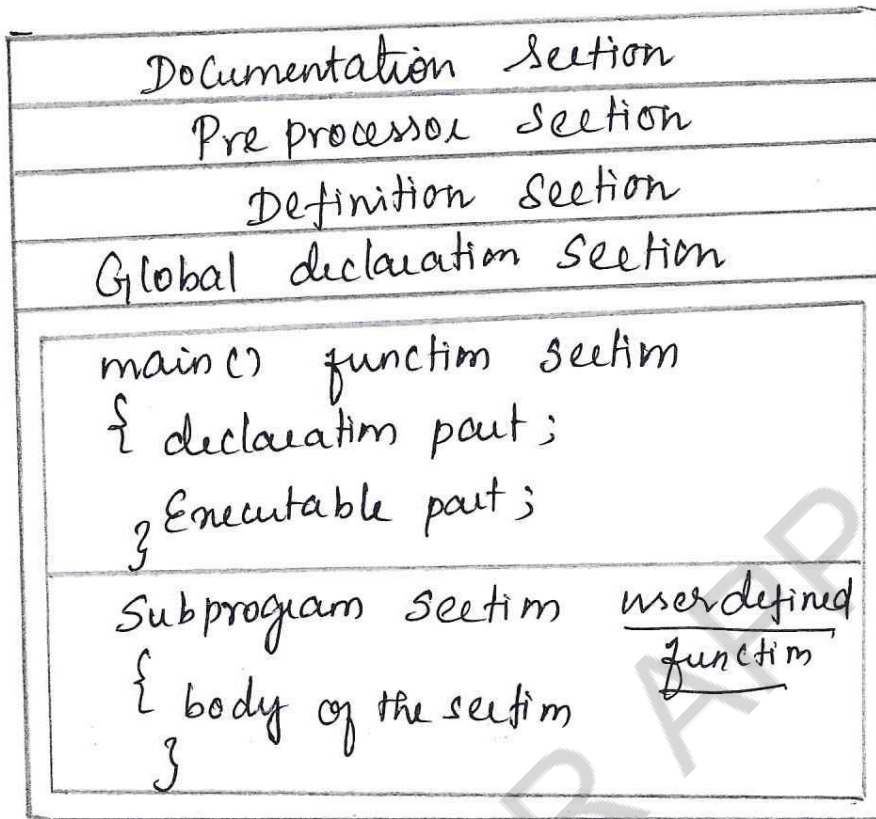 Documentation Section
Pre processor Section
Definition Section
Global declaration Section
main() function section
{ declaration part;
} Executable part;
Subprogram section userdefined
function
{ body of the section
}
R APP